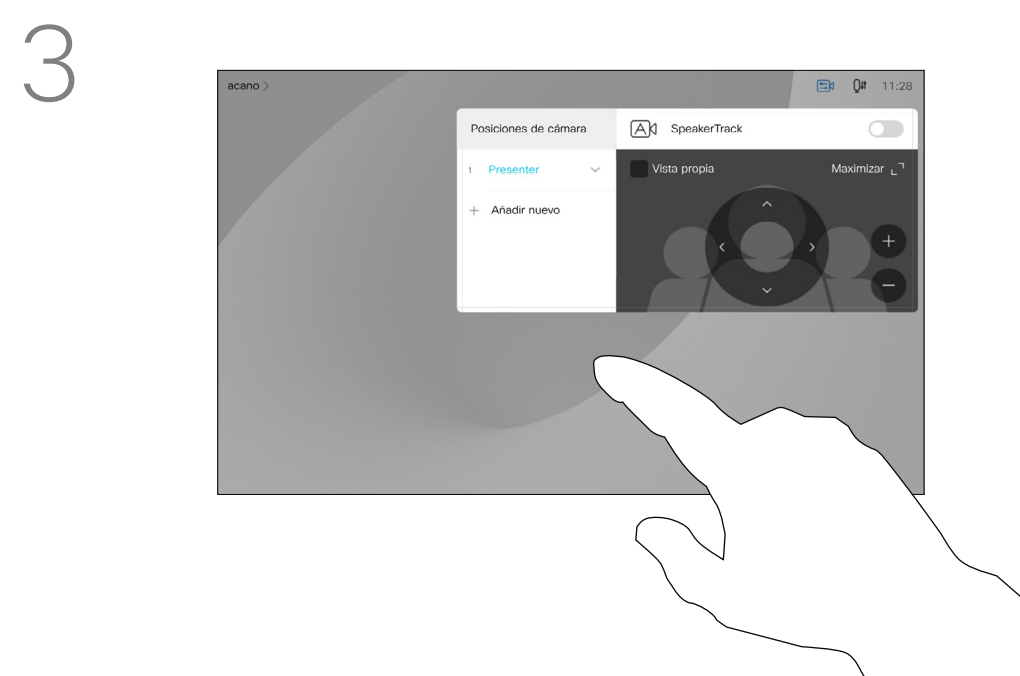 3
acano >
11:28
Posiciones de cámara
A
SpeakerTrack
1 Presenter
Vista propia
Maximizar
+ Añadir nuevo